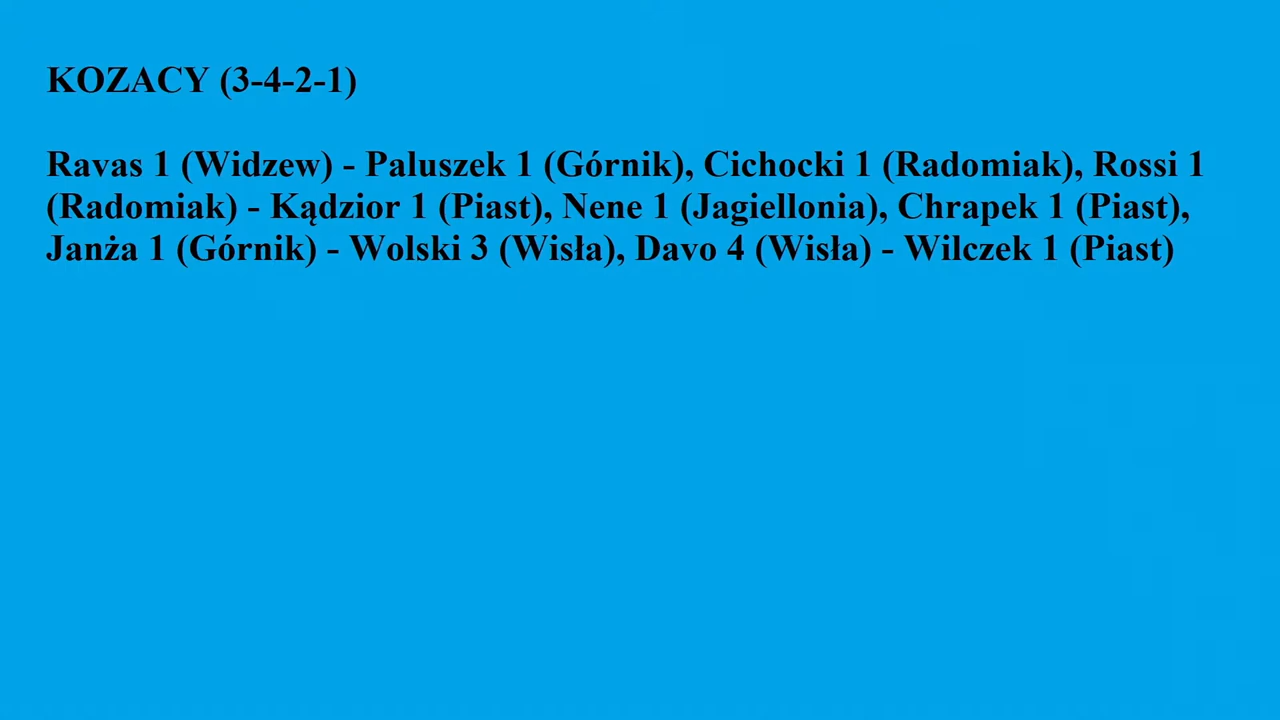 KOZACY (3-4-2-1)
Ravas 1 (Widzew) - Paluszek 1 (Górnik), Cichocki 1 (Radomiak), Rossi 1
(Radomiak) - Kądzior 1 (Piast), Nene 1 (Jagiellonia), Chrapek 1 (Piast),
Janża 1 (Górnik) - Wolski 3 (Wisła), Davo 4 (Wisła) - Wilczek 1 (Piast)